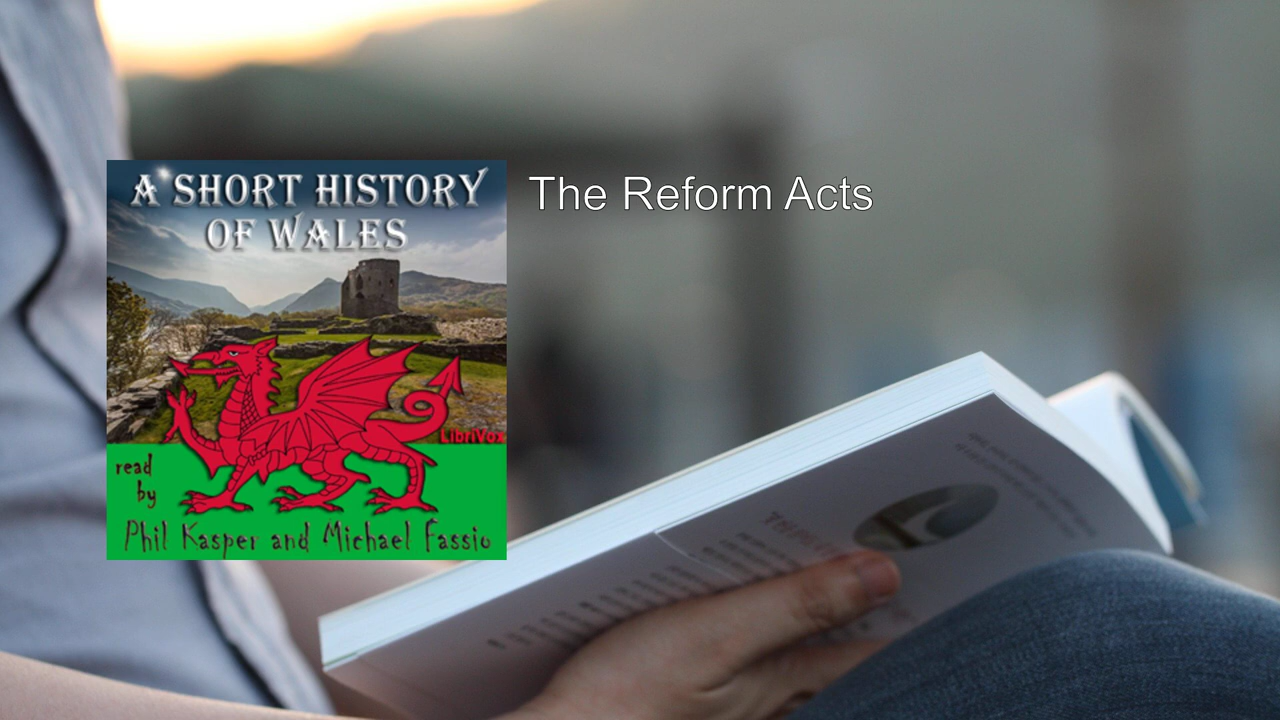 A SHORT HISTORY
OF WALES
The Reform Acts
LibriVox
read
by
Phil Kasper and Michael Fassio